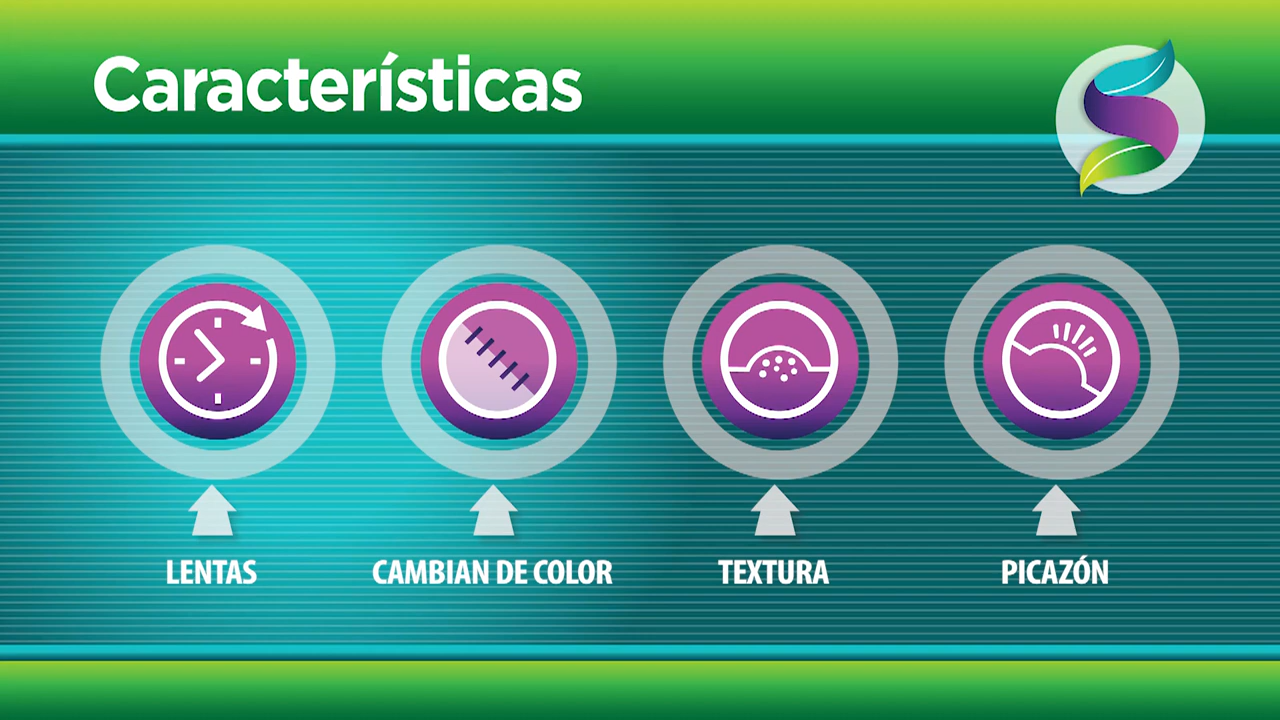 Características
LENTAS
CAMBIAN DE COLOR
TEXTURA
PICAZÓN